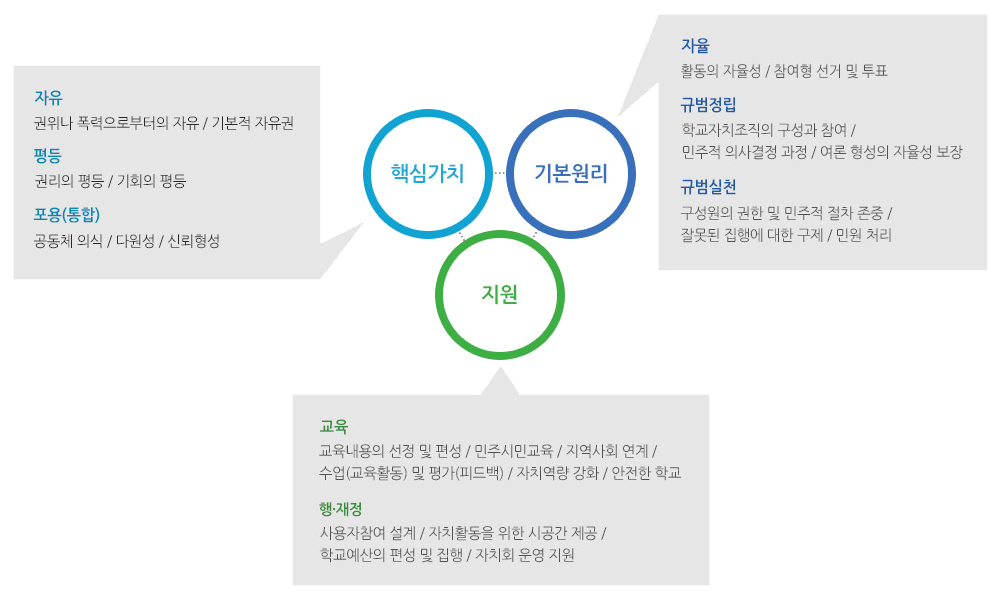 자유
권위나 폭력으로부터의 자유 / 기본적 자유권
평등
권리의 평등 / 기회의 평등
포용(통합)
공동체 의식 / 다원성 / 신뢰형성
핵심가치
기본원리
지원
자율
활동의 자율성 / 참여형 선거 및 투표
규범정립
학교자치조직의 구성과 참여 /
민주적 의사결정 과정 / 여론 형성의 자율성 보장
규범실천
구성원의 권한 및 민주적 절차 존중 /
잘못된 집행에 대한 구제 / 민원 처리
교육
교육내용의 선정 및 편성 / 민주시민교육 / 지역사회 연계 /
수업(교육활동) 및 평가(피드백) / 자치역량 강화 / 안전한 학교
행·재정
사용자참여 설계 / 자치활동을 위한 시공간 제공 /
학교예산의 편성 및 집행 / 자치회 운영 지원